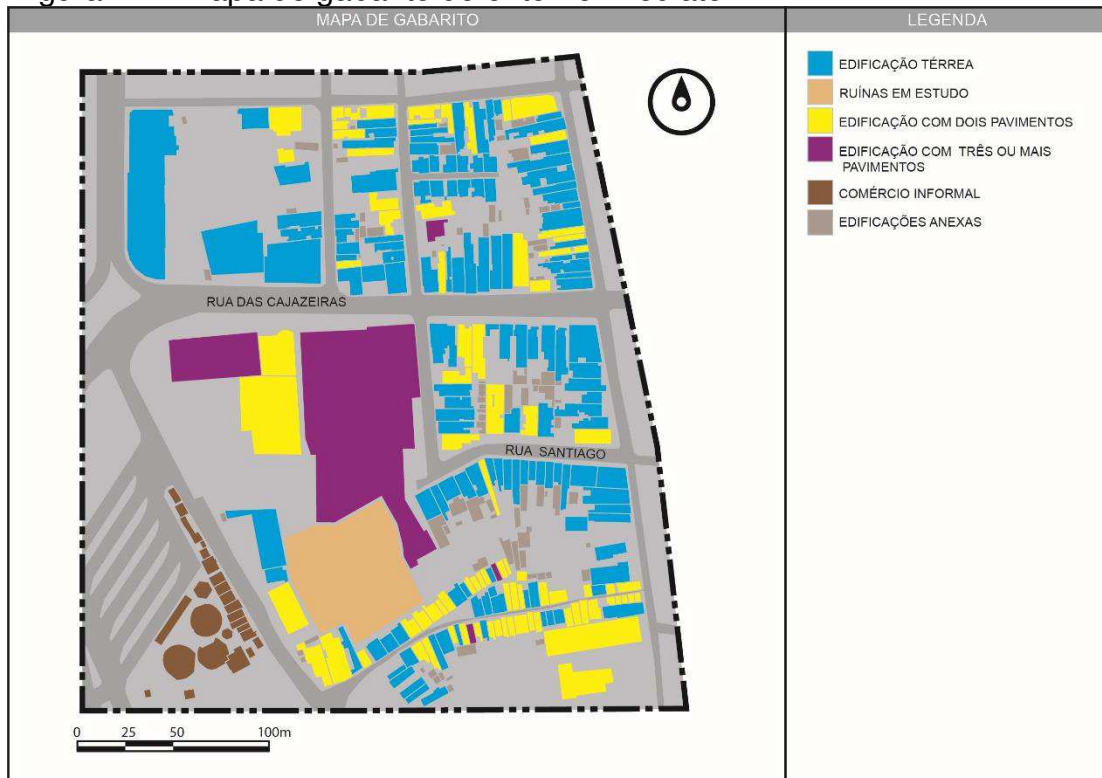 MAPA DE GABARITO
LEGENDA
EDIFICAÇÃO TÉRREA
RUÍNAS EM ESTUDO
EDIFICAÇÃO COM DOIS PAVIMENTOS
EDIFICAÇÃO COM TRÊS OU MAIS
PAVIMENTOS
COMÉRCIO INFORMAL
EDIFICAÇÕES ANEXAS
RUA DAS CAJAZEIRAS
RUA SANTIAGO
0 25 50 100m